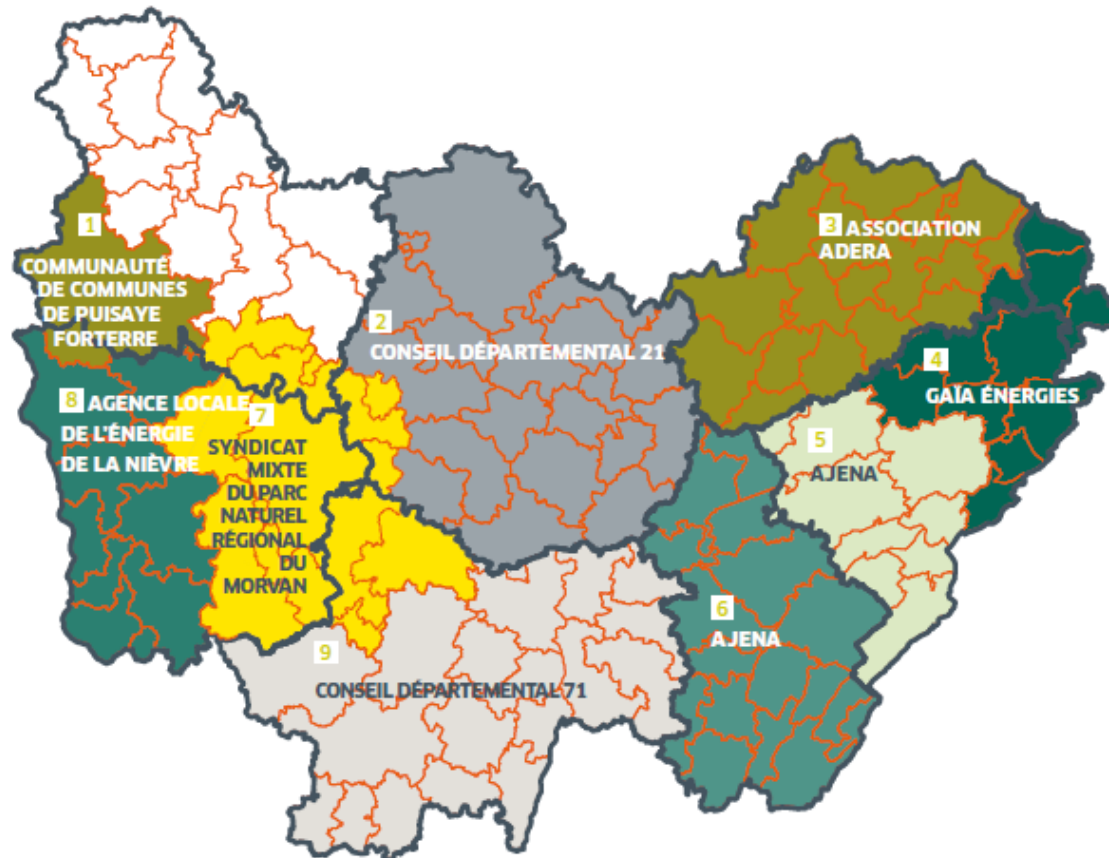 1
COMMUNAUTÉ
DE COMMUNES
DE PUISAYE
FORTERRE
2
CONSEIL DÉPARTEMENTAL 21
3 ASSOCIATION
ADERA
4
GAÏA ÉNERGIES
5
AJENA
6
AJENA
7
SYNDICAT
MIXTE
DU PARC
NATUREL
RÉGIONAL
DU
MORVAN
8 AGENCE LOCALE
DE L'ÉNERGIE
DE LA NIÈVRE
9
CONSEIL DÉPARTEMENTAL 71